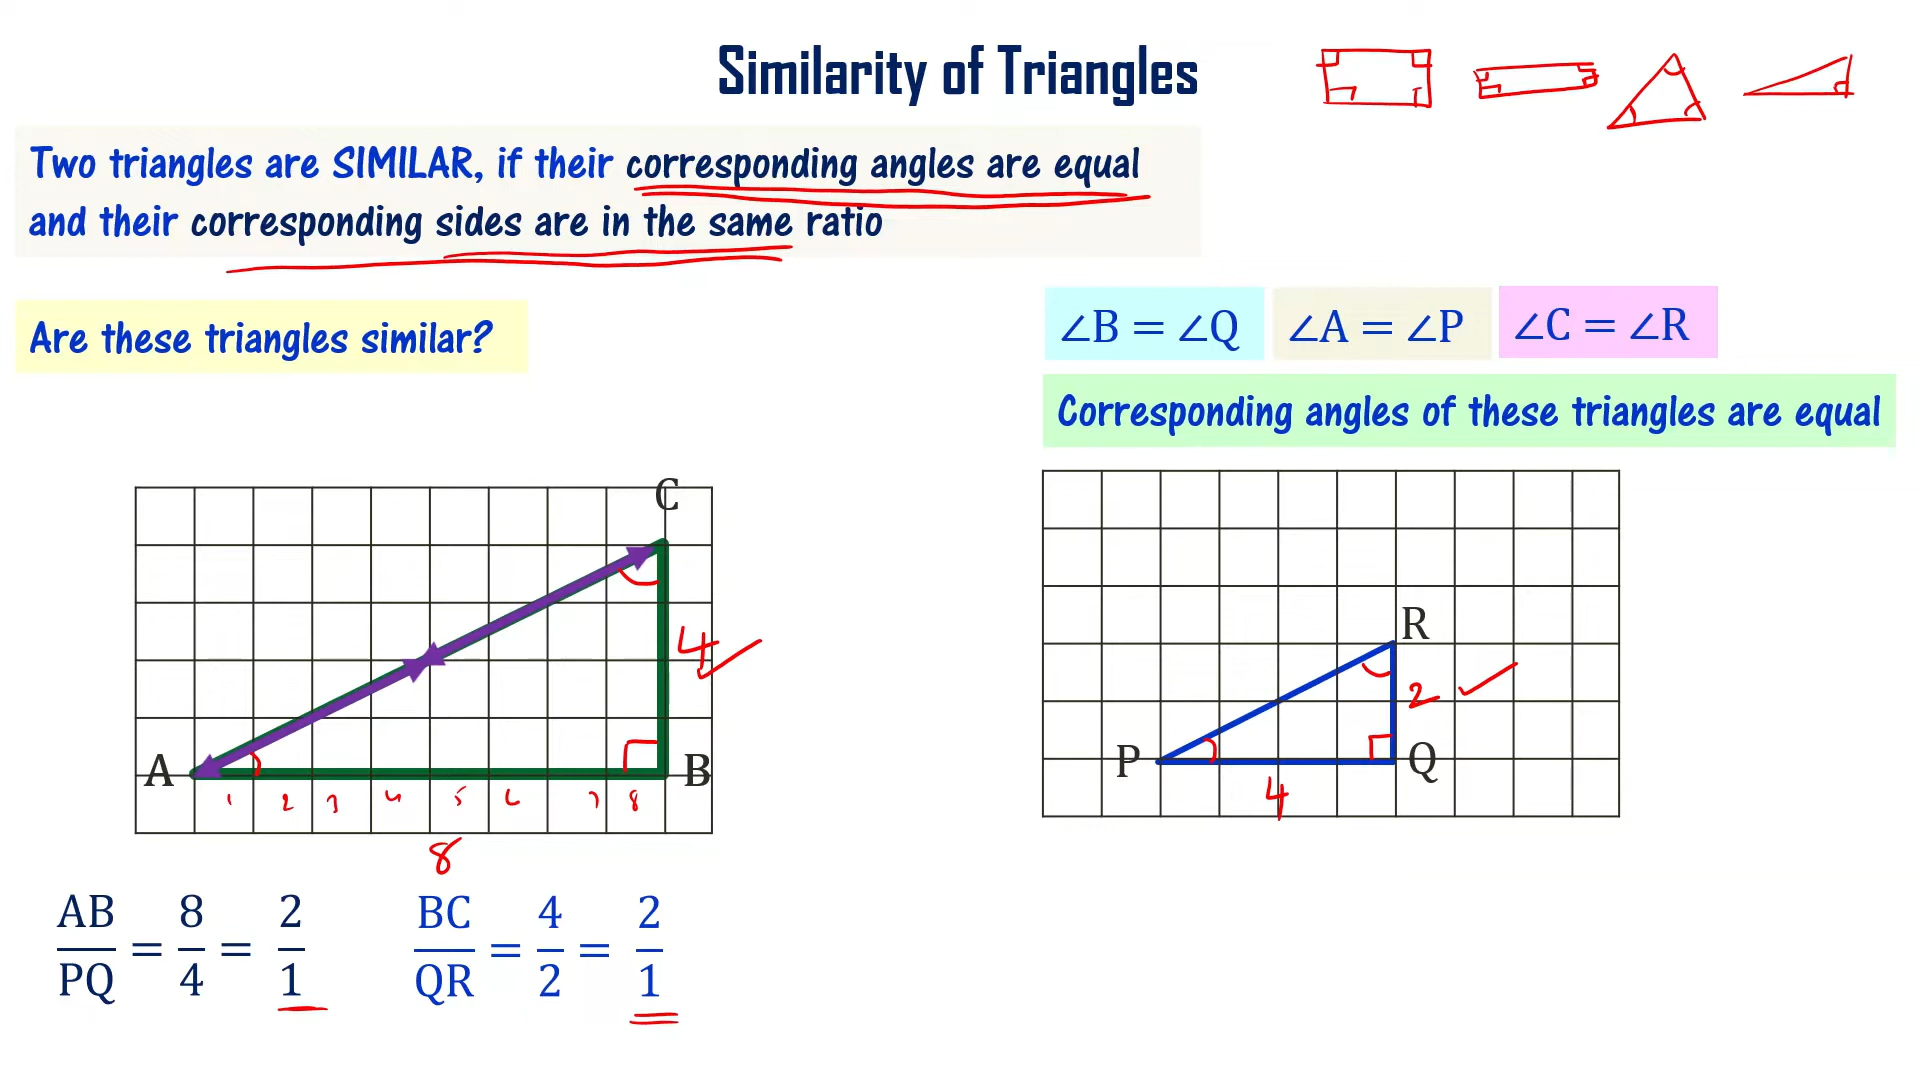 Similarity of Triangles
Two triangles are SIMILAR, if their corresponding angles are equal
and their corresponding sides are in the same ratio
Are these triangles similar?
∠B = ∠Q
∠A = ∠P
∠C = ∠R
Corresponding angles of these triangles are equal
C
4
A
B
1 2 3 4 5 6 7 8
8
R
2
P
Q
4
AB/PQ = 8/4 = 2/1
BC/QR = 4/2 = 2/1